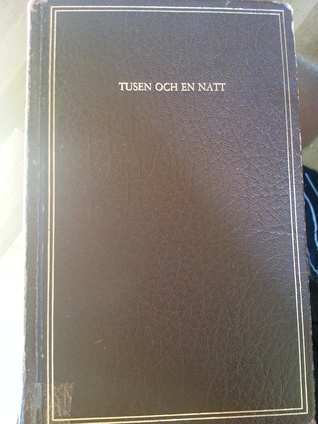 TUSEN OCH EN NATT